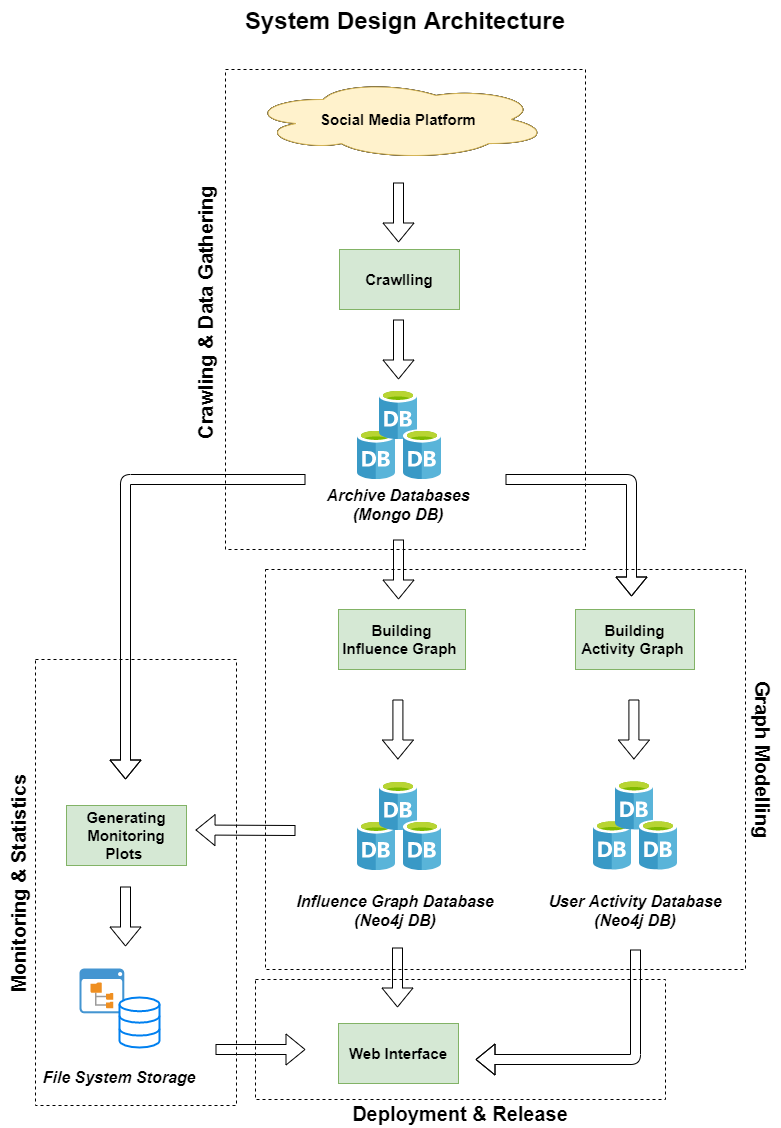 System Design Architecture
Social Media Platform
Crawling & Data Gathering
Crawlling
DB
DB
DB
Archive Databases
(Mongo DB)
Building
Influence Graph
Building
Activity Graph
Graph Modelling
Monitoring & Statistics
Generating
Monitoring
Plots
DB
DB
DB
DB
DB
DB
Influence Graph Database
(Neo4j DB)
User Activity Database
(Neo4j DB)
File System Storage
Web Interface
Deployment & Release